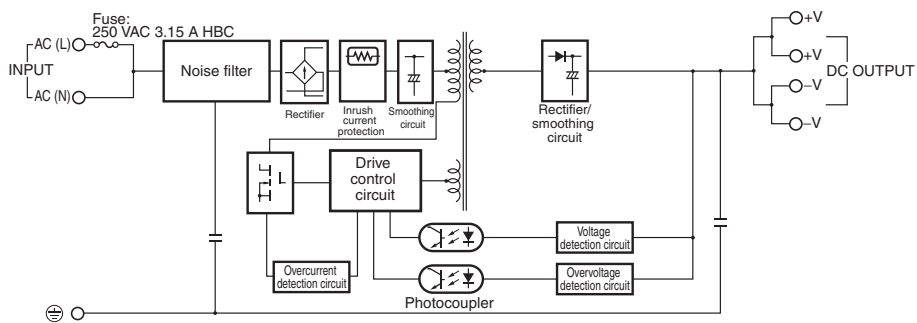 Fuse:
250 VAC 3.15 A HBC
AC (L)
INPUT
AC (N)
Noise filter
Rectifier
Inrush
current
protection
Smoothing
circuit
Rectifier/
smoothing
circuit
+V
+V
DC OUTPUT
−V
−V
Drive
control
circuit
Overcurrent
detection circuit
Voltage
detection circuit
Overvoltage
detection circuit
Photocoupler